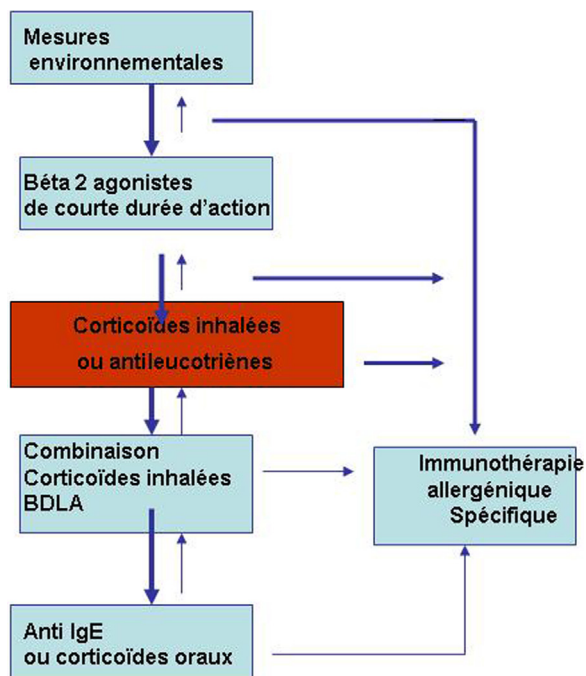 Mesures
environnementales
Béta 2 agonistes
de courte durée d'action
Corticoïdes inhalées
ou antileucotriènes
Combinaison
Corticoïdes inhalées
BDLA
Immunothérapie
allergénique
Spécifique
Anti IgE
ou corticoïdes oraux